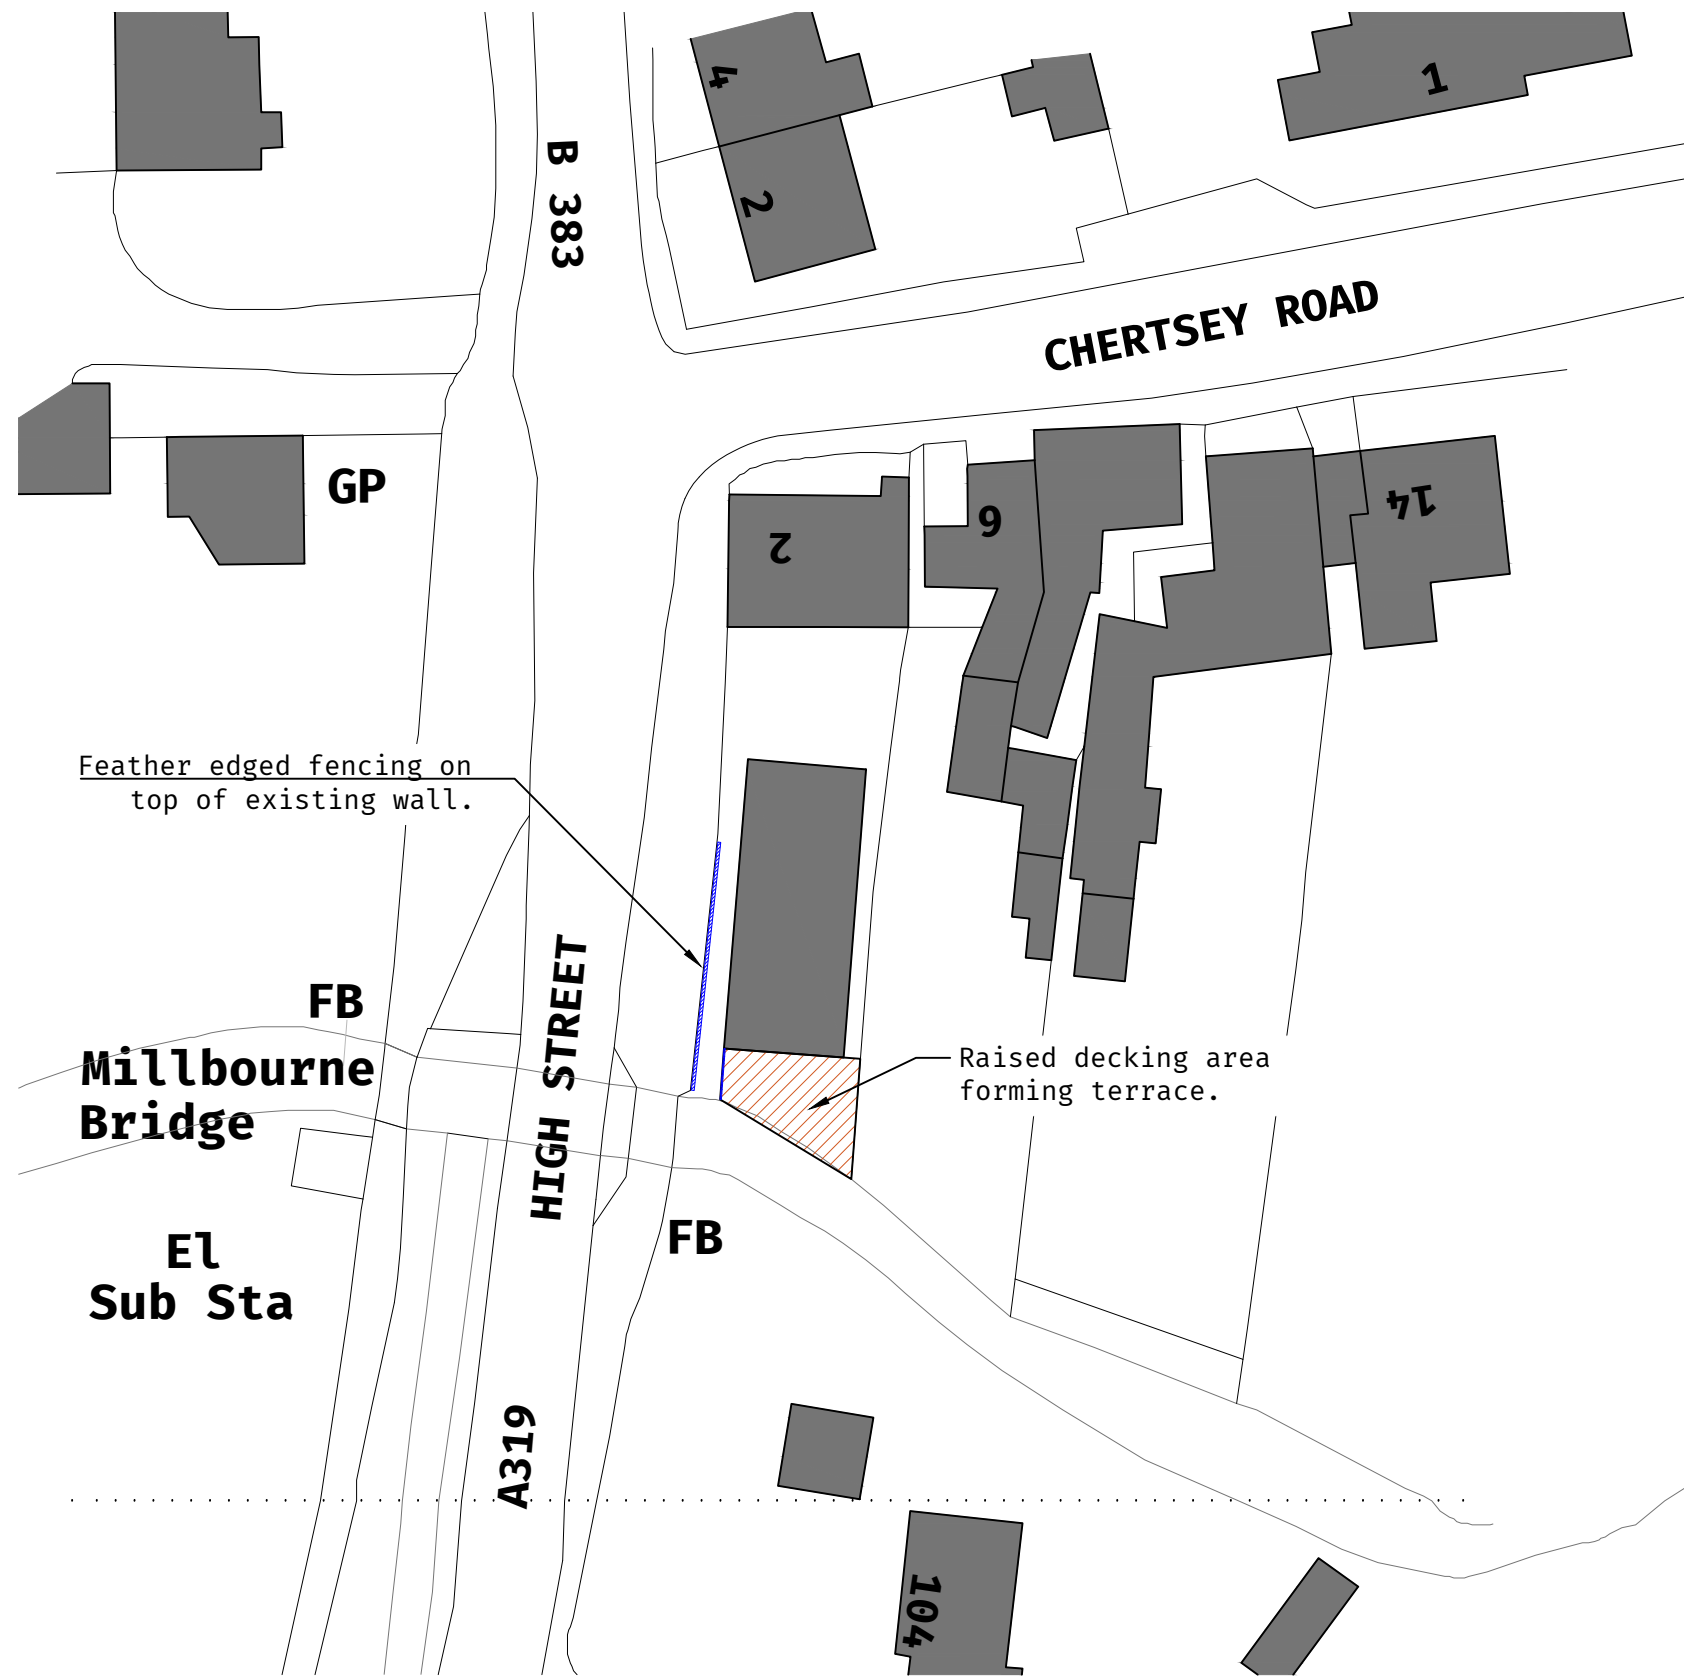 4
1
B 383
2
CHERTSEY ROAD
GP
2
6
14
Feather edged fencing on
top of existing wall.
HIGH STREET
FB
Millbourne
Bridge
Raised decking area
forming terrace.
FB
El
Sub Sta
A319
104